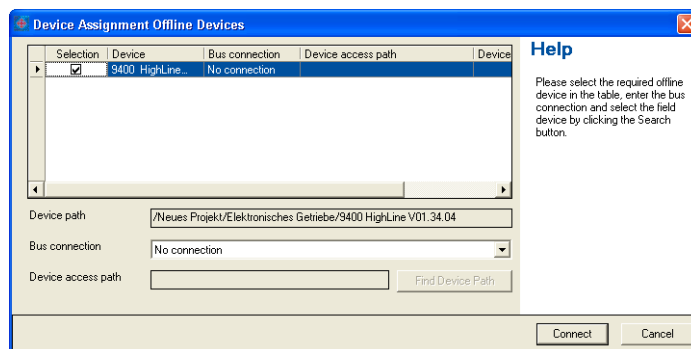 Device Assignment Offline Devices
Selection Device Bus connection Device access path Device
9400 HighLine... No connection
Help
Please select the required offline
device in the table, enter the bus
connection and select the field
device by clicking the Search
button.
Device path /Neues Projekt/Elektronisches Getriebe/9400 HighLine V01.34.04
Bus connection No connection
Device access path Find Device Path
Connect Cancel